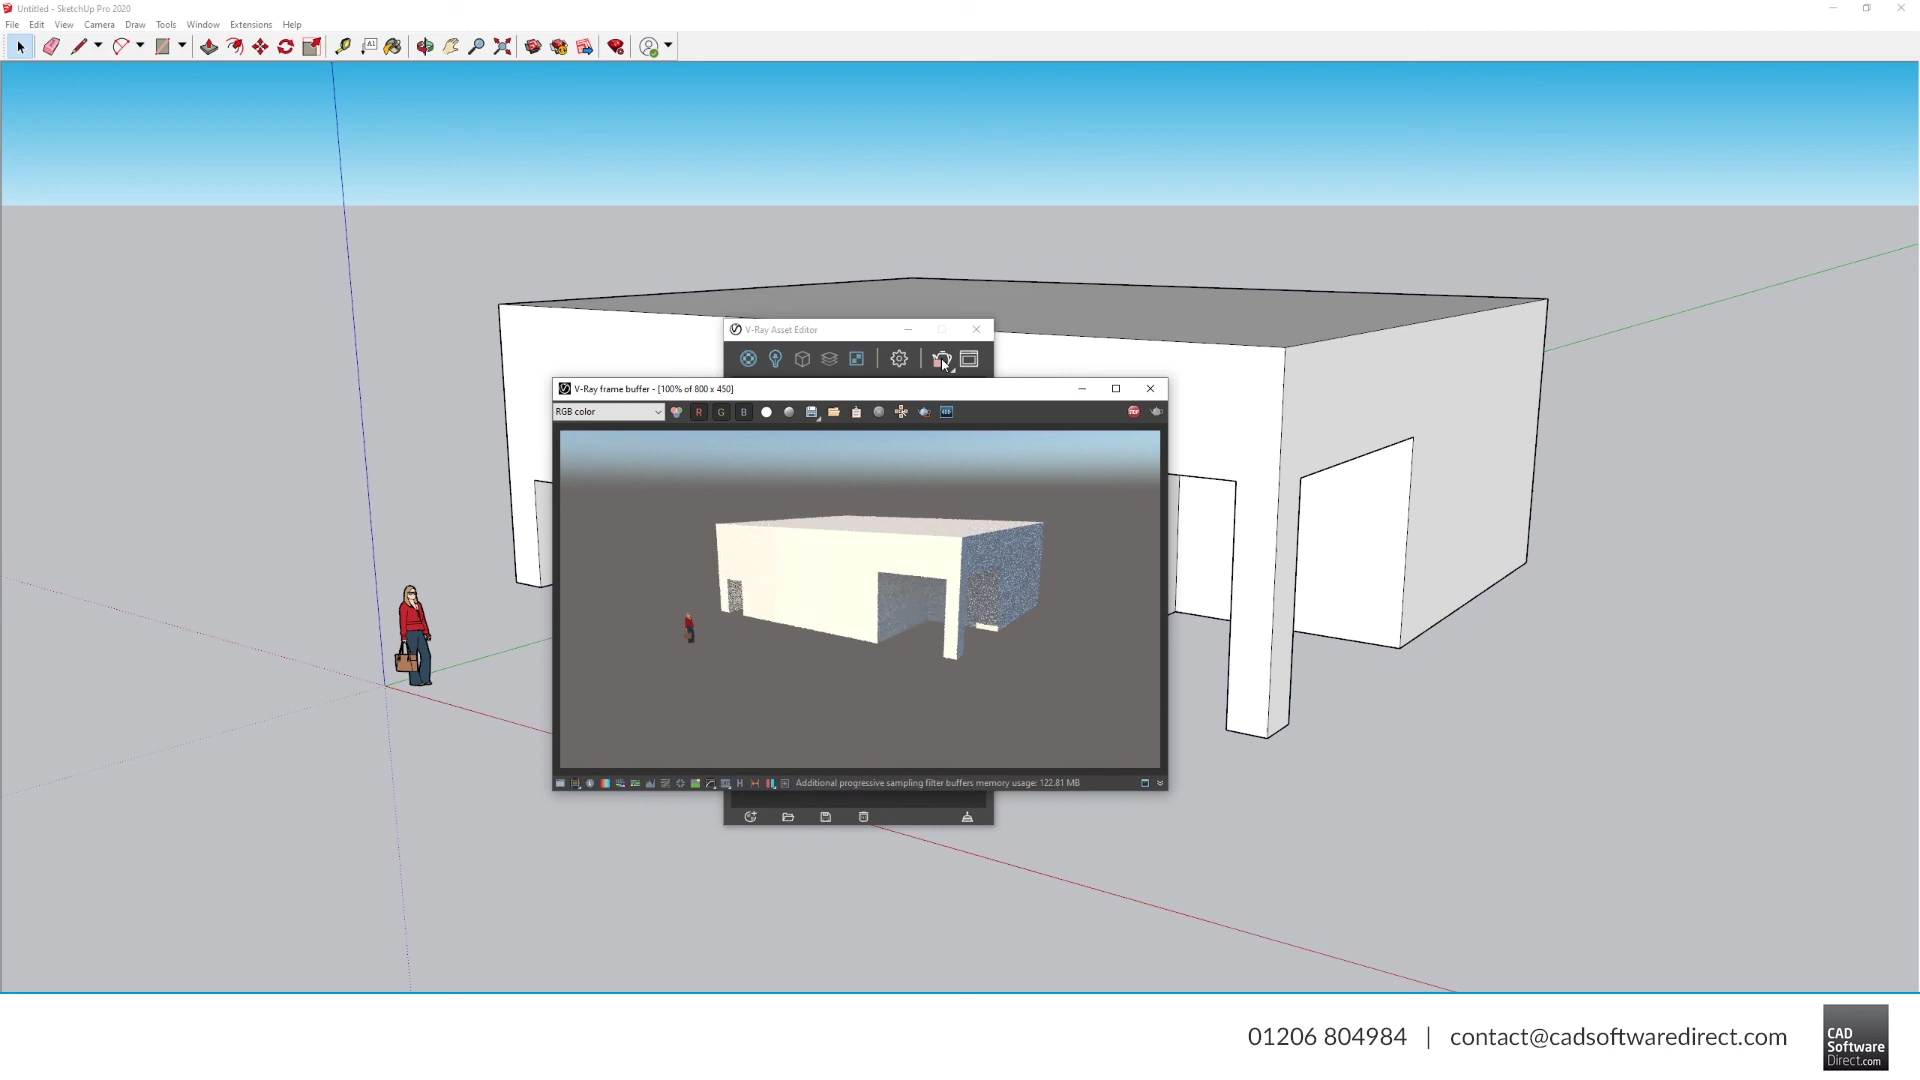 Untitled - SketchUp Pro 2020
File Edit View Camera Draw Tools Window Extensions Help
V-Ray Asset Editor
V-Ray frame buffer - [100% of 800 x 450]
RGB color
R G B
STOP
H
Additional progressive sampling filter buffers memory usage: 122.81 MB
01206 804984 | contact@cadsoftwaredirect.com
CAD
Software
Direct.com